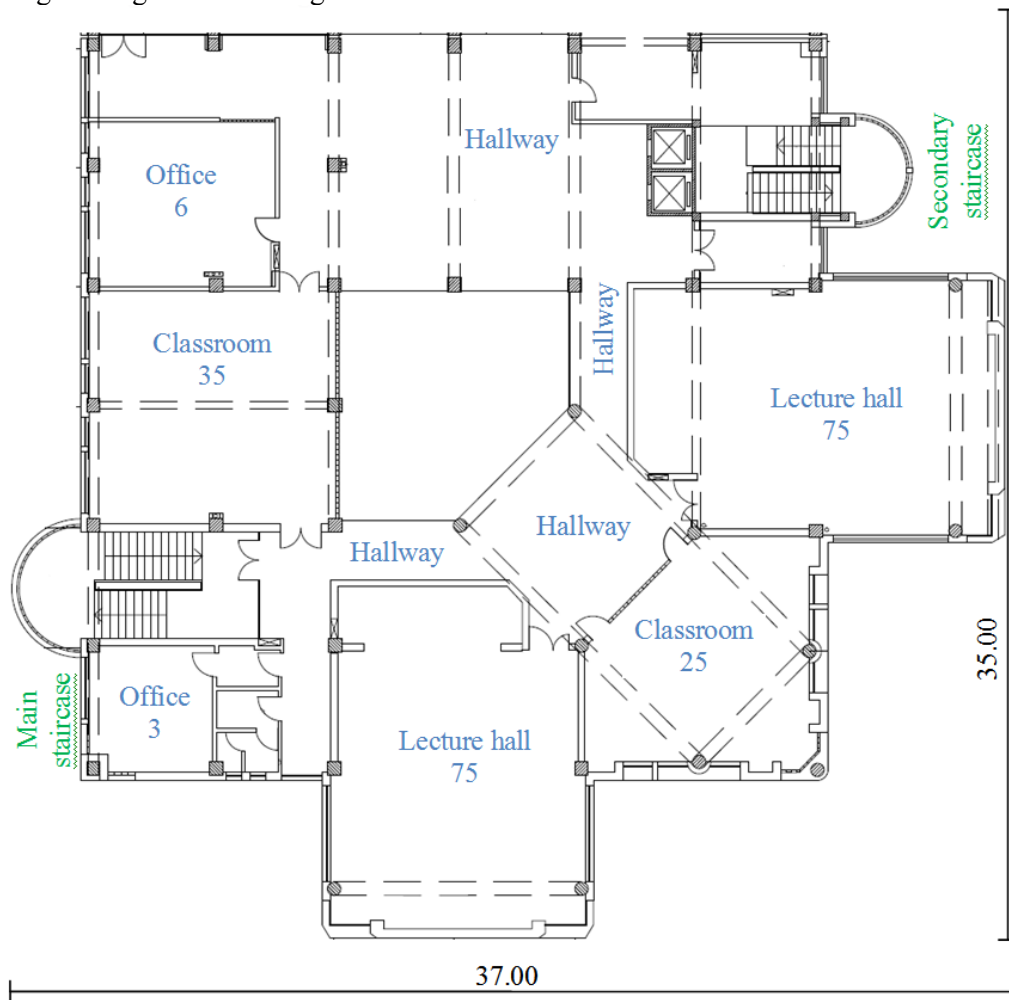 Hallway
Office
6
Secondary
staircase
Hallway
Classroom
35
Lecture hall
75
Hallway
Hallway
Classroom
25
35.00
Main
staircase
Office
3
Lecture hall
75
37.00